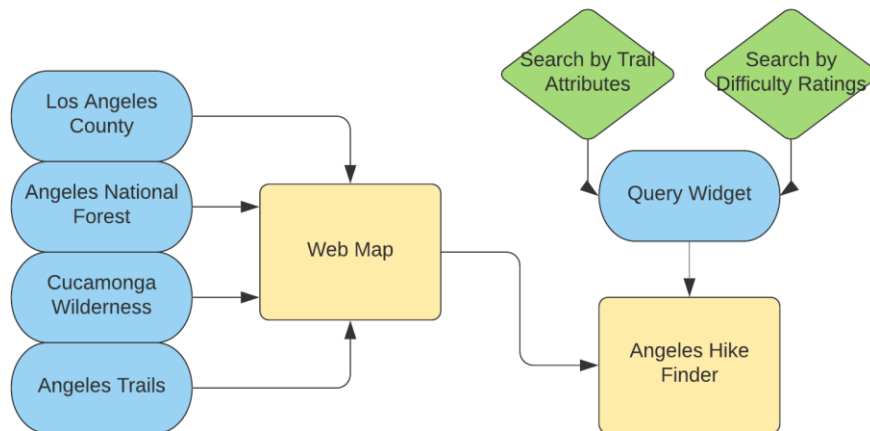 Los Angeles
County
Angeles National
Forest
Cucamonga
Wilderness
Angeles Trails
Web Map
Search by Trail
Attributes
Search by
Difficulty Ratings
Query Widget
Angeles Hike
Finder